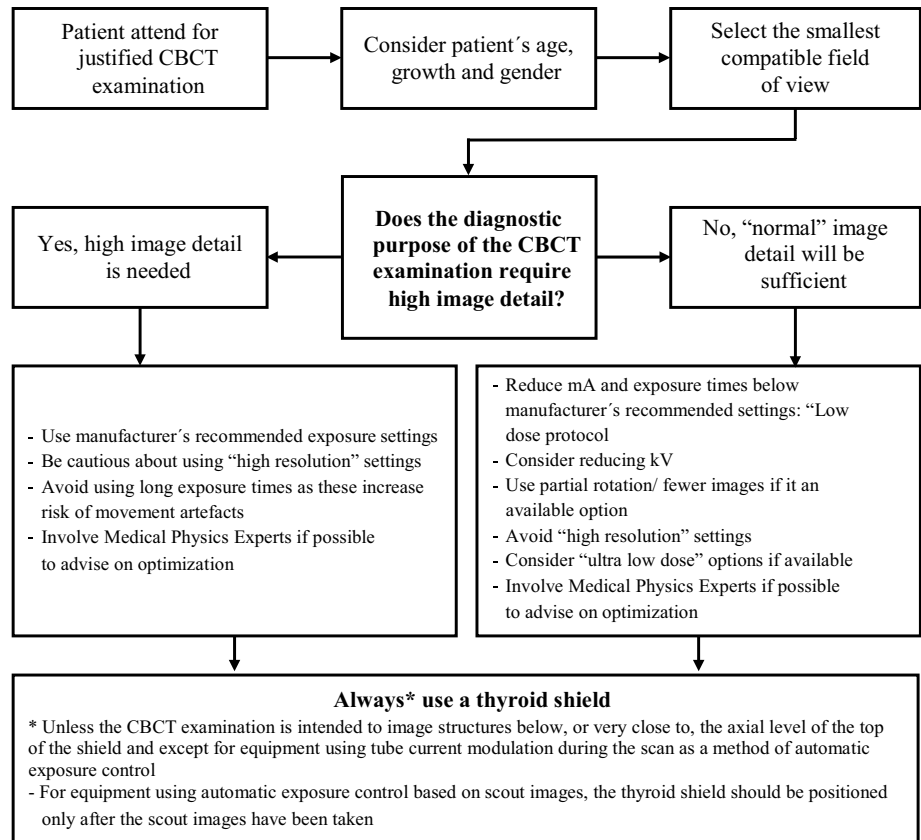 Patient attend for
justified CBCT
examination
Consider patient´s age,
growth and gender
Select the smallest
compatible field
of view
Does the diagnostic
purpose of the CBCT
examination require
high image detail?
Yes, high image detail
is needed
No, “normal” image
detail will be
sufficient
- Use manufacturer´s recommended exposure settings
- Be cautious about using “high resolution” settings
- Avoid using long exposure times as these increase
risk of movement artefacts
- Involve Medical Physics Experts if possible
to advise on optimization
- Reduce mA and exposure times below
manufacturer´s recommended settings: “Low
dose protocol
- Consider reducing kV
- Use partial rotation/ fewer images if it an
available option
- Avoid “high resolution” settings
- Consider “ultra low dose” options if available
- Involve Medical Physics Experts if possible
to advise on optimization
Always* use a thyroid shield
* Unless the CBCT examination is intended to image structures below, or very close to, the axial level of the top
of the shield and except for equipment using tube current modulation during the scan as a method of automatic
exposure control
- For equipment using automatic exposure control based on scout images, the thyroid shield should be positioned
only after the scout images have been taken